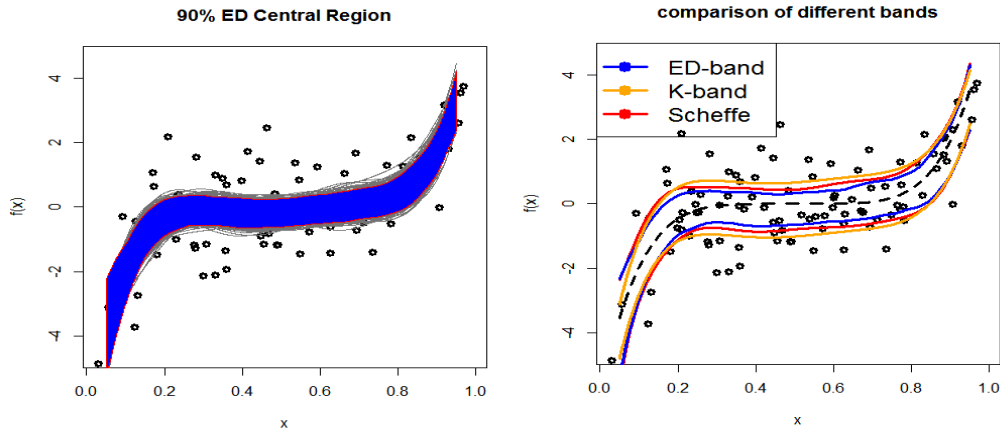 90% ED Central Region
f(x)
4
2
0
-2
-4
0.0 0.2 0.4 0.6 0.8 1.0
x
comparison of different bands
ED-band
K-band
Scheffe
f(x)
4
2
0
-2
-4
0.0 0.2 0.4 0.6 0.8 1.0
x